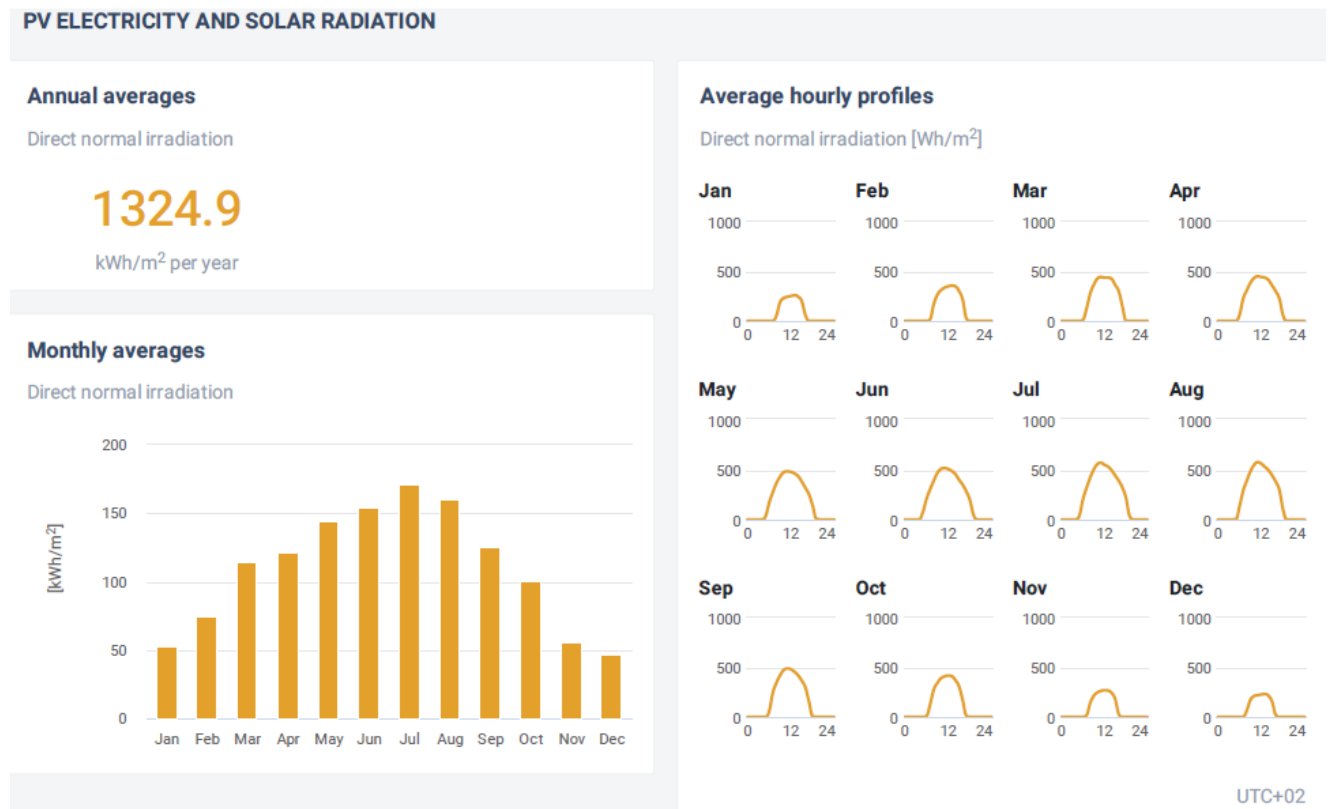 PV ELECTRICITY AND SOLAR RADIATION
Annual averages
Direct normal irradiation
1324.9
kWh/m² per year
Monthly averages
Direct normal irradiation
200
150
100
50
0
[kWh/m²]
Jan Feb Mar Apr May Jun Jul Aug Sep Oct Nov Dec
Average hourly profiles
Direct normal irradiation [Wh/m²]
Jan Feb Mar Apr
1000 1000 1000 1000
500 500 500 500
0 0 0 0
0 12 24 0 12 24 0 12 24 0 12 24
May Jun Jul Aug
1000 1000 1000 1000
500 500 500 500
0 0 0 0
0 12 24 0 12 24 0 12 24 0 12 24
Sep Oct Nov Dec
1000 1000 1000 1000
500 500 500 500
0 0 0 0
0 12 24 0 12 24 0 12 24 0 12 24
UTC+02